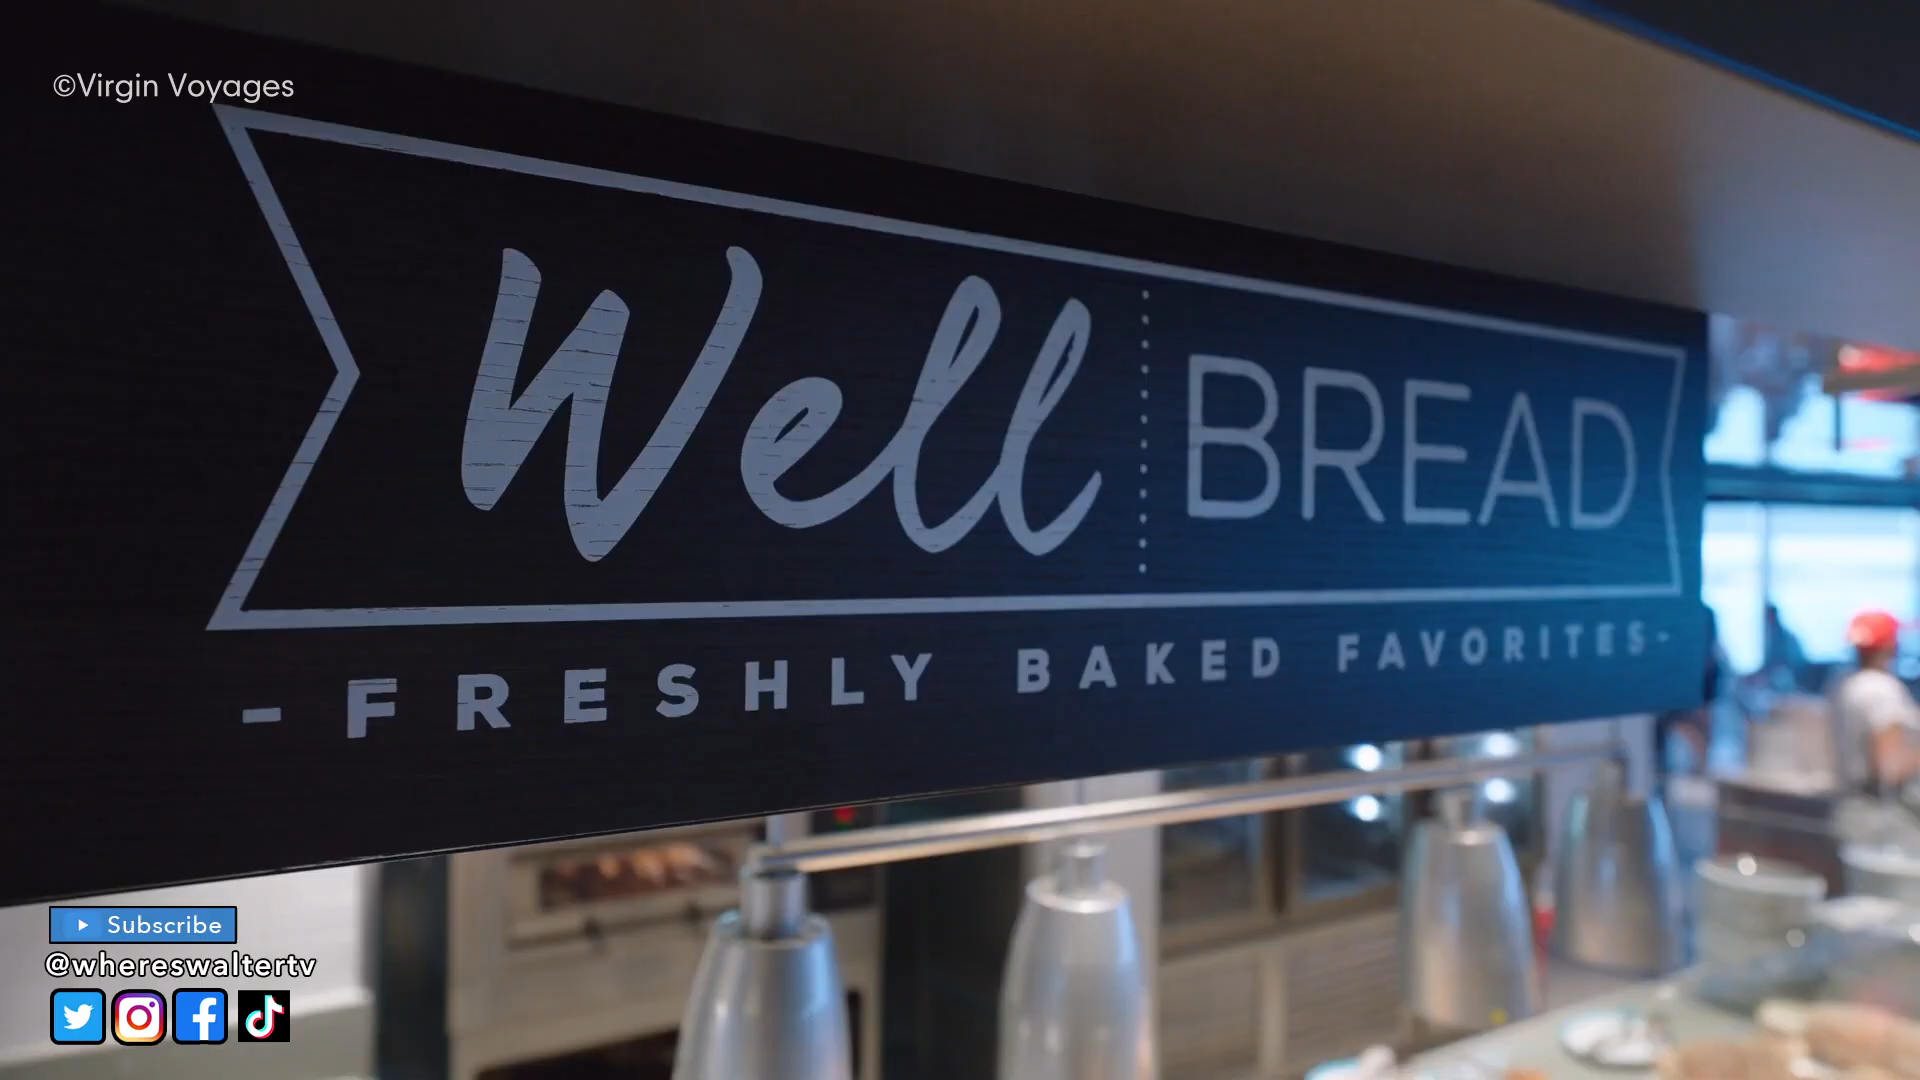 ©Virgin Voyages
Well BREAD
-FRESHLY BAKED FAVORITES-
Subscribe
@whereswaltertv